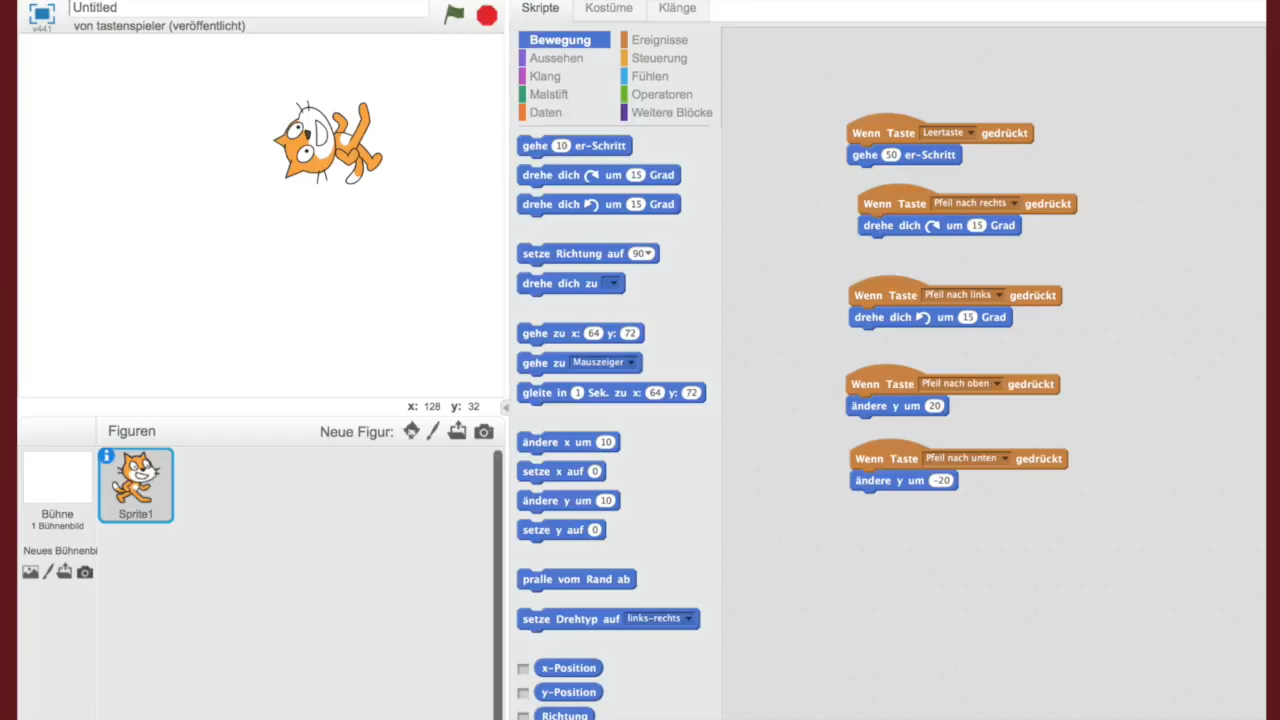 Untitled
v441
von tastenspieler (veröffentlicht)
x: 128 y: 32
Figuren
Neue Figur:
Bühne
1 Bühnenbild
Neues Bühnenbi
Sprite1
Skripte
Kostüme
Klänge
Bewegung
Aussehen
Klang
Malstift
Daten
Ereignisse
Steuerung
Fühlen
Operatoren
Weitere Blöcke
gehe 10 er-Schritt
drehe dich um 15 Grad
drehe dich um 15 Grad
setze Richtung auf 90
drehe dich zu
gehe zu x: 64 y: 72
gehe zu Mauszeiger
gleite in 1 Sek. zu x: 64 y: 72
ändere x um 10
setze x auf 0
ändere y um 10
setze y auf 0
pralle vom Rand ab
setze Drehtyp auf links-rechts
x-Position
y-Position
Richtung
Wenn Taste Leertaste gedrückt
gehe 50 er-Schritt
Wenn Taste Pfeil nach rechts gedrückt
drehe dich um 15 Grad
Wenn Taste Pfeil nach links gedrückt
drehe dich um 15 Grad
Wenn Taste Pfeil nach oben gedrückt
ändere y um 20
Wenn Taste Pfeil nach unten gedrückt
ändere y um -20